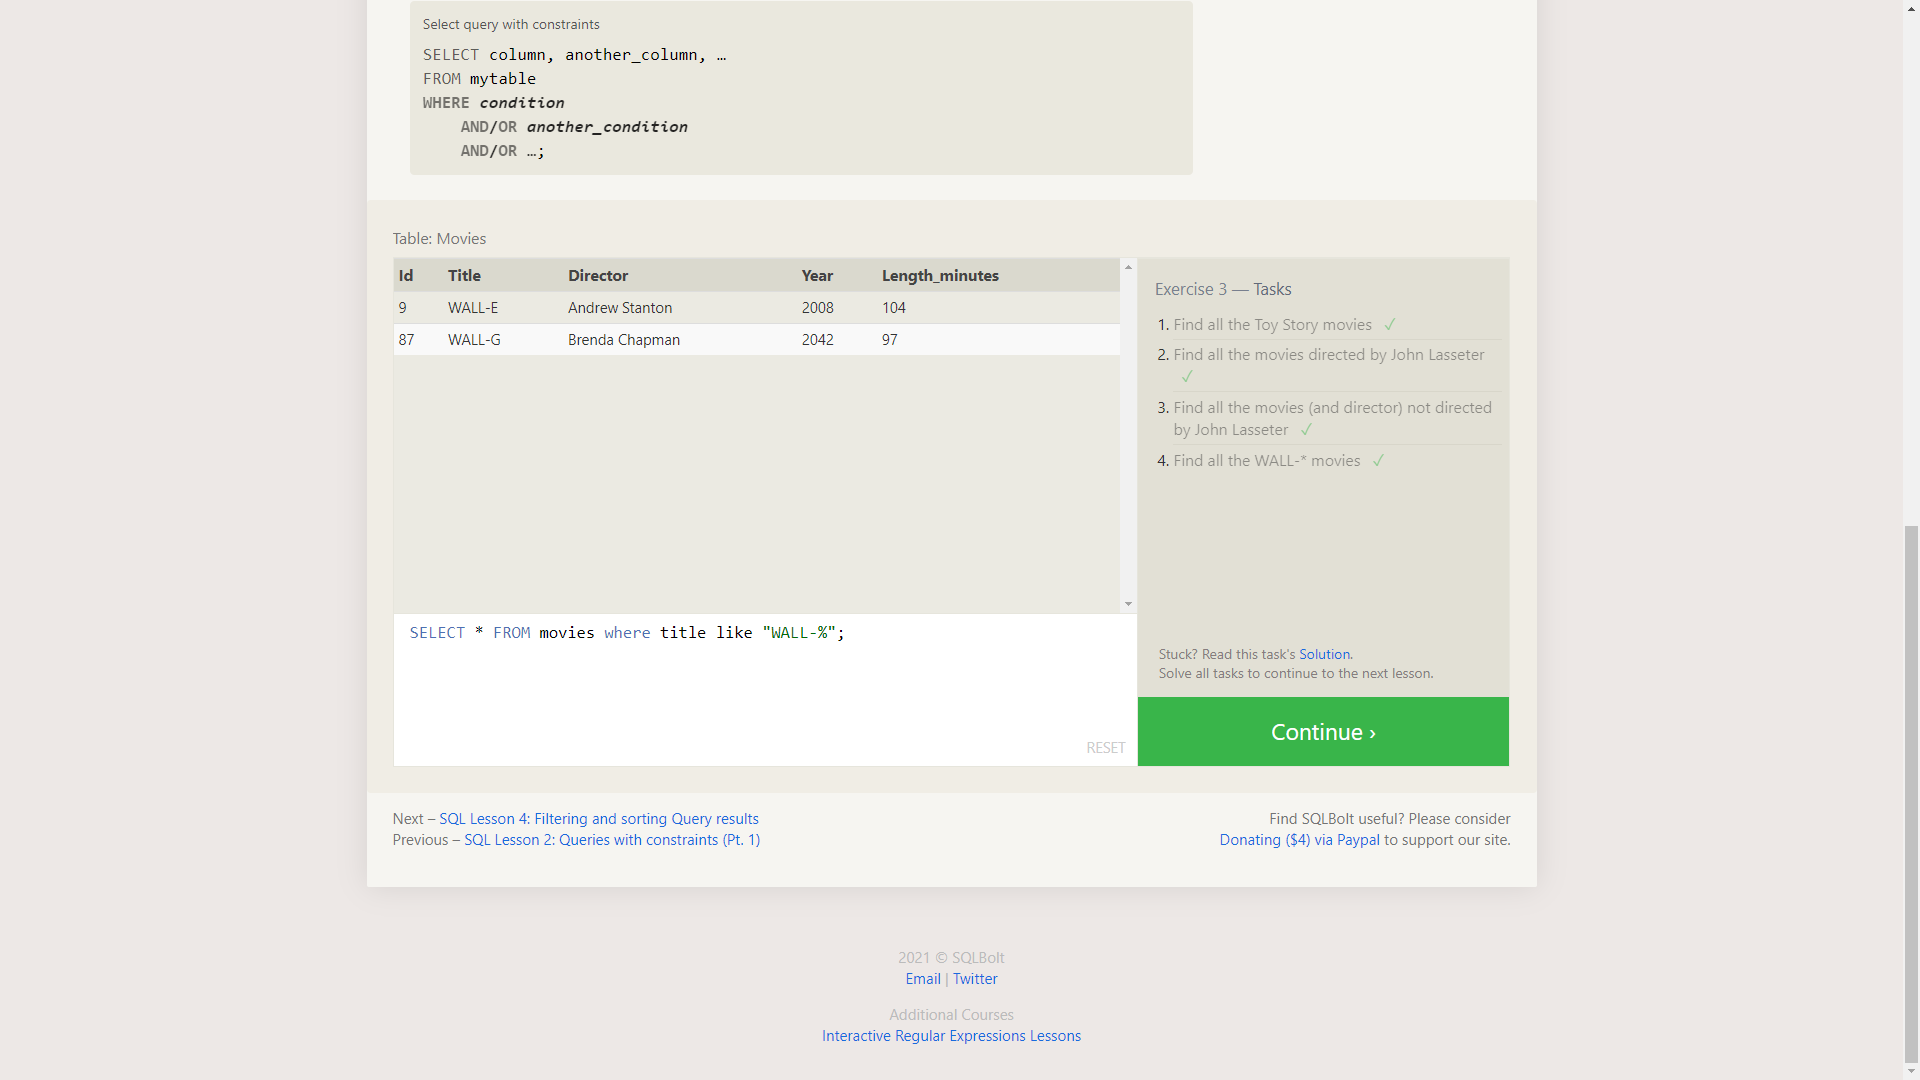 Select query with constraints
SELECT column, another_column, …
FROM mytable
WHERE condition
AND/OR another_condition
AND/OR …;
Table: Movies
Id Title Director Year Length_minutes
9 WALL-E Andrew Stanton 2008 104
87 WALL-G Brenda Chapman 2042 97
SELECT * FROM movies where title like "WALL-%";
RESET
Exercise 3 — Tasks
1. Find all the Toy Story movies ✓
2. Find all the movies directed by John Lasseter
✓
3. Find all the movies (and director) not directed
by John Lasseter ✓
4. Find all the WALL-* movies ✓
Stuck? Read this task's Solution.
Solve all tasks to continue to the next lesson.
Continue ›
Next – SQL Lesson 4: Filtering and sorting Query results
Previous – SQL Lesson 2: Queries with constraints (Pt. 1)
Find SQLBolt useful? Please consider
Donating ($4) via Paypal to support our site.
2021 © SQLBolt
Email | Twitter
Additional Courses
Interactive Regular Expressions Lessons